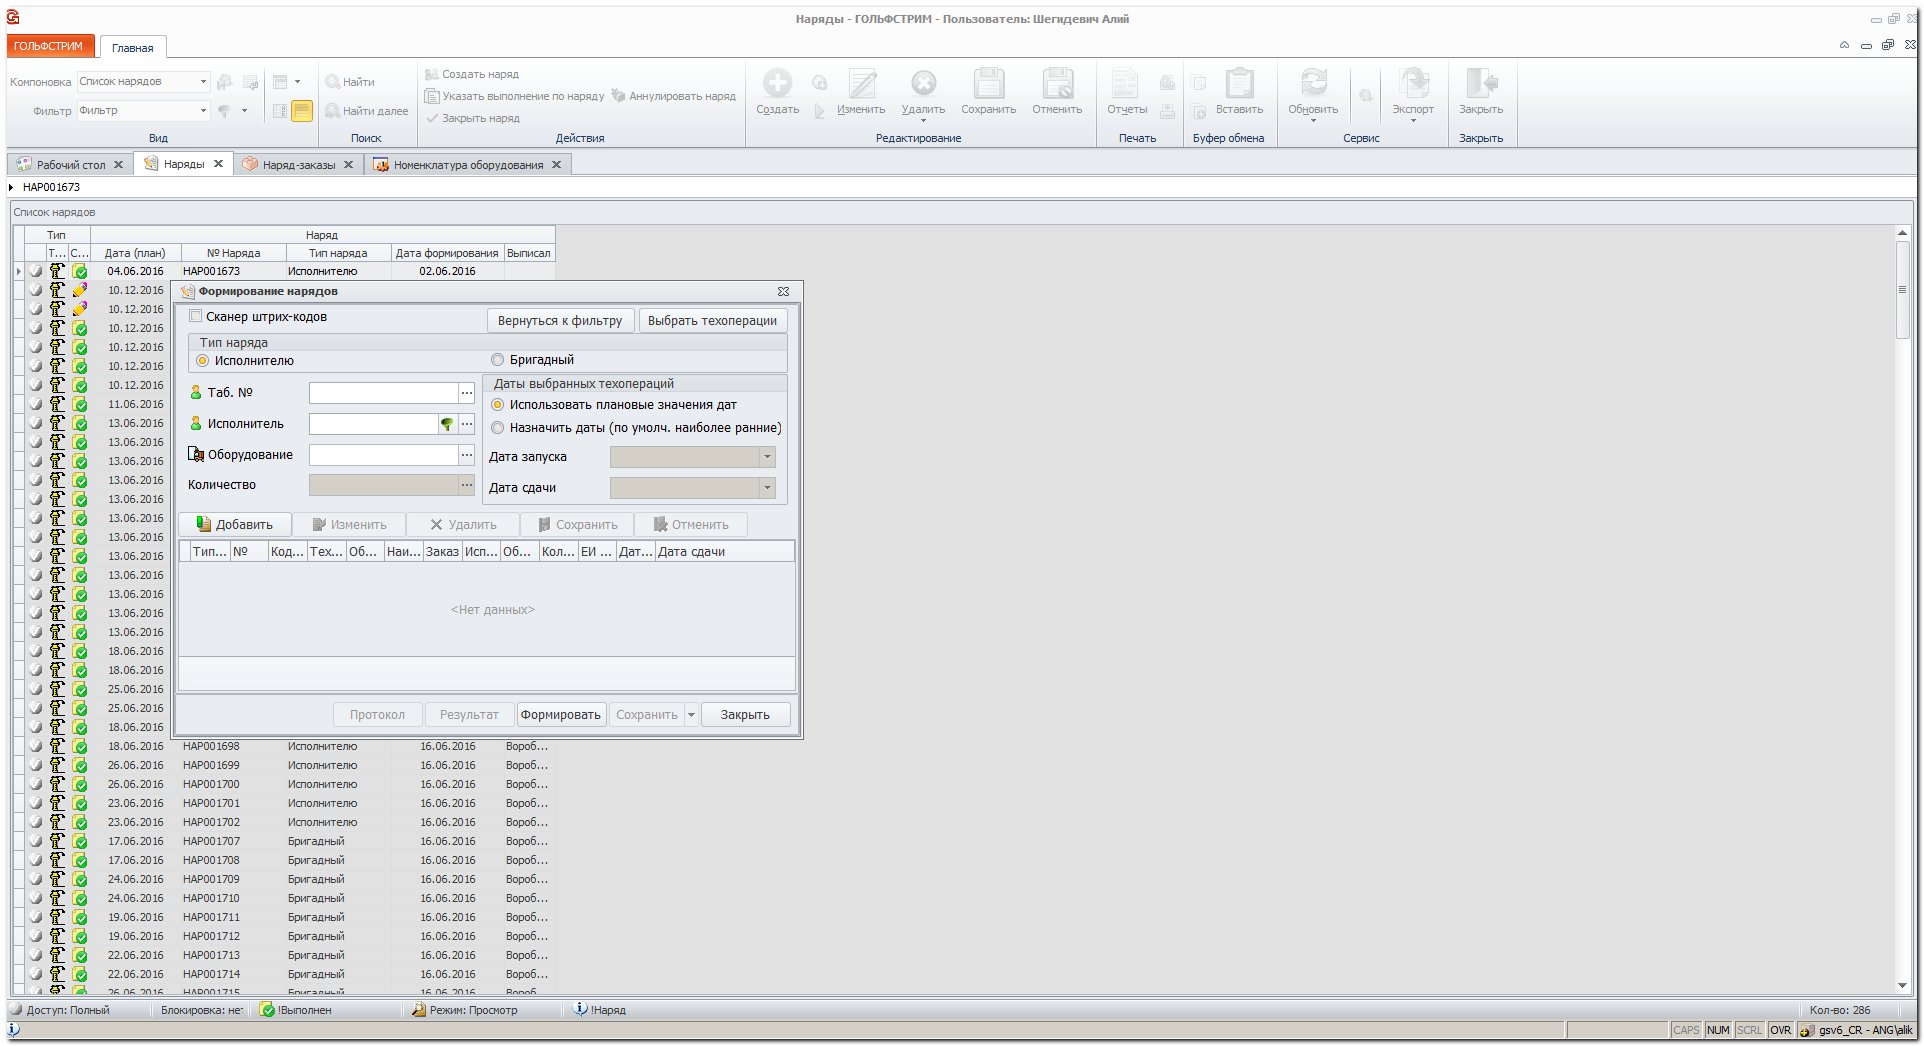 Наряды - ГОЛЬФСТРИМ - Пользователь: Шегидевич Алий
ГОЛЬФСТРИМ Главная
Компоновка Список нарядов
Фильтр Фильтр
Вид
Найти
Найти далее
Поиск
Создать наряд
Указать выполнение по наряду Аннулировать наряд
Закрыть наряд
Действия
Создать Изменить Удалить Сохранить Отменить
Редактирование
Отчеты
Печать
Вставить
Буфер обмена
Обновить Экспорт
Сервис
Закрыть
Закрыть
Рабочий стол Наряды Наряд-заказы Номенклатура оборудования
НАР001673
Список нарядов
Тип Наряд
Т... С... Дата (план) № Наряда Тип наряда Дата формирования Выписал
04.06.2016 НАР001673 Исполнителю 02.06.2016
10.12.2016
10.12.2016
10.12.2016
10.12.2016
10.12.2016
10.12.2016
11.06.2016
13.06.2016
13.06.2016
13.06.2016
13.06.2016
13.06.2016
13.06.2016
13.06.2016
13.06.2016
13.06.2016
13.06.2016
13.06.2016
13.06.2016
18.06.2016
18.06.2016
25.06.2016
25.06.2016
18.06.2016
Формирование нарядов
Сканер штрих-кодов Вернуться к фильтру Выбрать техоперации
Тип наряда
Исполнителю Бригадный
Таб. №
Исполнитель
Оборудование
Количество
Даты выбранных техопераций
Использовать плановые значения дат
Назначить даты (по умолч. наиболее ранние)
Дата запуска
Дата сдачи
Добавить Изменить Удалить Сохранить Отменить
Тип... № Код... Тех... Об... Наи... Заказ Исп... Об... Кол... ЕИ ... Дат... Дата сдачи
<Нет данных>
Протокол Результат Формировать Сохранить Закрыть
18.06.2016 НАР001698 Исполнителю 16.06.2016 Вороб...
26.06.2016 НАР001699 Исполнителю 16.06.2016 Вороб...
26.06.2016 НАР001700 Исполнителю 16.06.2016 Вороб...
23.06.2016 НАР001701 Исполнителю 16.06.2016 Вороб...
23.06.2016 НАР001702 Исполнителю 16.06.2016 Вороб...
17.06.2016 НАР001707 Бригадный 16.06.2016 Вороб...
17.06.2016 НАР001708 Бригадный 16.06.2016 Вороб...
24.06.2016 НАР001709 Бригадный 16.06.2016 Вороб...
24.06.2016 НАР001710 Бригадный 16.06.2016 Вороб...
19.06.2016 НАР001711 Бригадный 16.06.2016 Вороб...
19.06.2016 НАР001712 Бригадный 16.06.2016 Вороб...
22.06.2016 НАР001713 Бригадный 16.06.2016 Вороб...
22.06.2016 НАР001714 Бригадный 16.06.2016 Вороб...
26.06.2016 НАР001715 Бригадный 16.06.2016 Вороб...
Доступ: Полный Блокировка: нет !Выполнен Режим: Просмотр !Наряд Кол-во: 286
CAPS NUM SCRL OVR gsv6_CR - ANG\alik